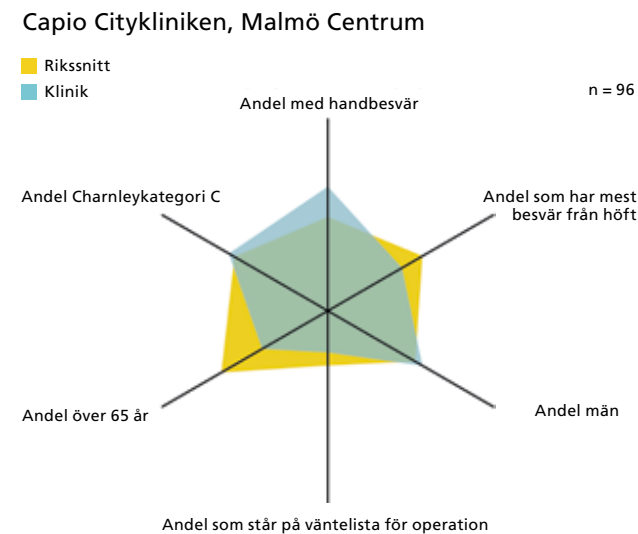 Capio Citykliniken, Malmö Centrum
Rikssnitt
Klinik
n = 96
Andel med handbesvär
Andel Charnleykategori C
Andel som har mest
besvär från höft
Andel över 65 år
Andel män
Andel som står på väntelista för operation